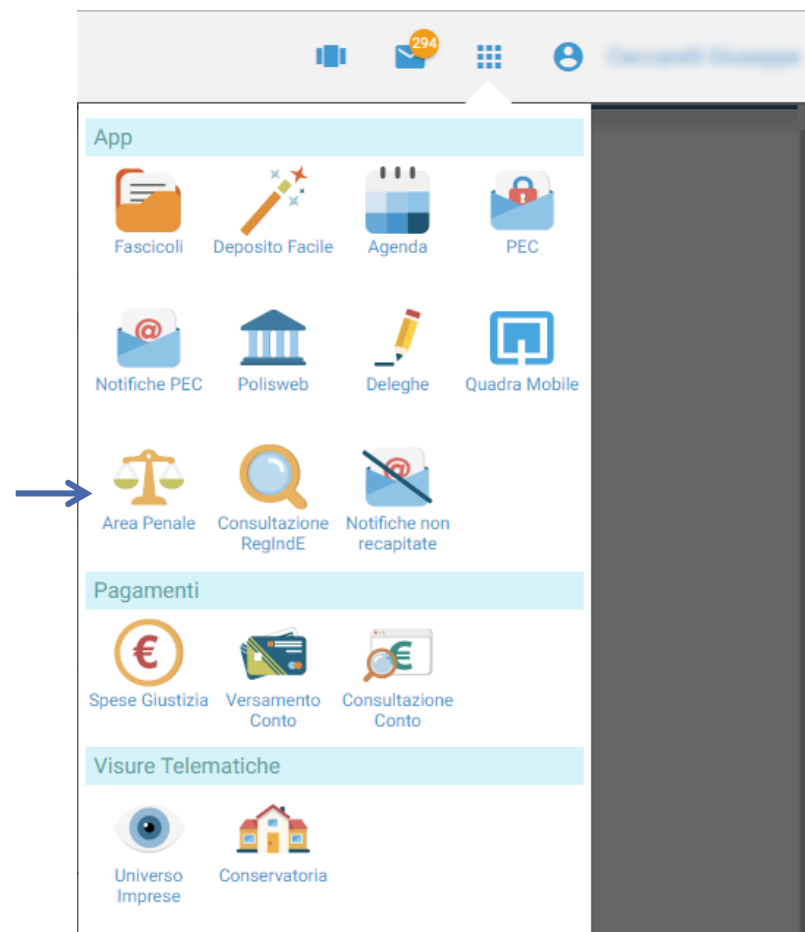 294
App
Fascicoli
Deposito Facile
Agenda
PEC
Notifiche PEC
Polisweb
Deleghe
Quadra Mobile
Area Penale
Consultazione
RegIndE
Notifiche non
recapitate
Pagamenti
Spese Giustizia
Versamento
Conto
Consultazione
Conto
Visure Telematiche
Universo
Imprese
Conservatoria